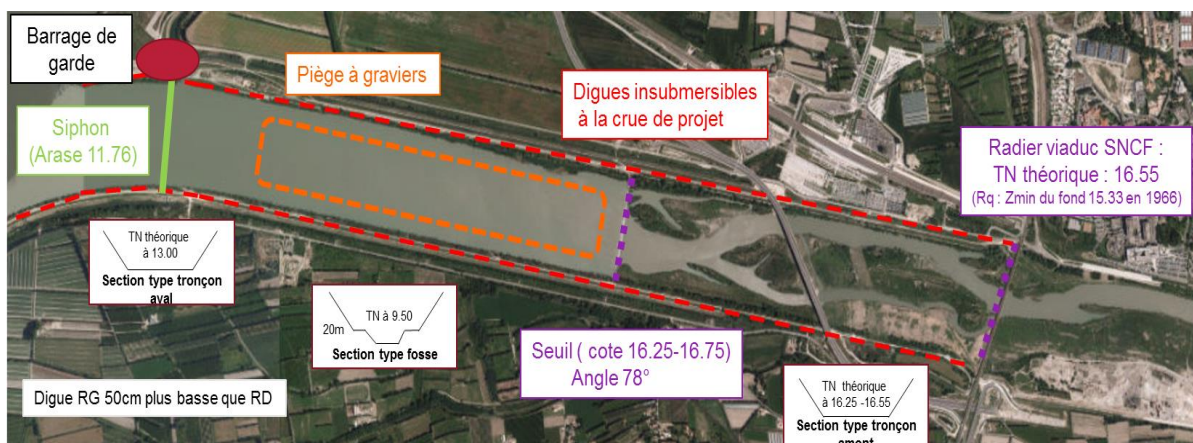 Barrage de
garde
Piège à graviers
Digues insubmersibles
à la crue de projet
Siphon
(Arase 11.76)
Radier viaduc SNCF :
TN théorique : 16.55
(Rq : Zmin du fond 15.33 en 1966)
TN théorique
à 13.00
Section type tronçon
aval
TN à 9.50
20m
Section type fosse
Seuil ( cote 16.25-16.75)
Angle 78°
Digue RG 50cm plus basse que RD
TN théorique
à 16.25 -16.55
Section type tronçon
amont